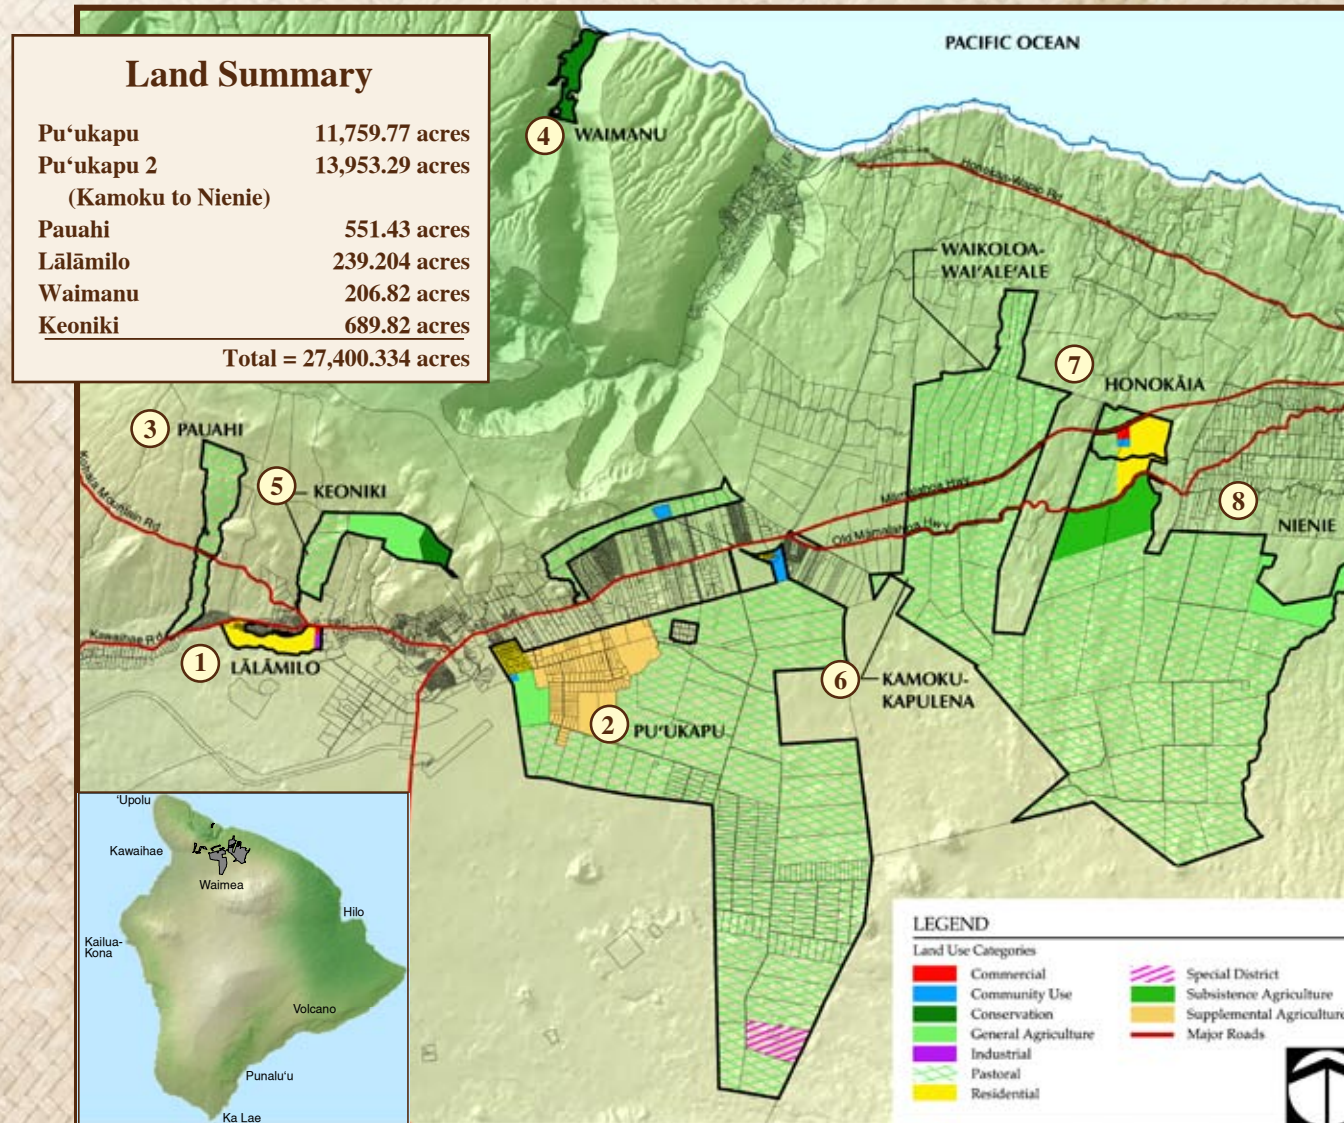 Land Summary
Pu‘ukapu 11,759.77 acres
Pu‘ukapu 2 13,953.29 acres
(Kamoku to Nienie)
Pauahi 551.43 acres
Lālāmilo 239.204 acres
Waimanu 206.82 acres
Keoniki 689.82 acres
Total = 27,400.334 acres
PACIFIC OCEAN
4 WAIMANU
Honokaa-Waipio Rd
WAIKOLOA-
WAI'ALE'ALE
7
HONOKĀIA
3 PAUAHI
Kohala Mountain Rd
5 KEONIKI
Māmalahoa Hwy
8
NIENIE
Old Māmalahoa Hwy
Kawaihae Rd
1 LĀLĀMILO
6 KAMOKU-
KAPULENA
2 PU‘UKAPU
‘Upolu
Kawaihae
Waimea
Hilo
Kailua-
Kona
Volcano
Punalu‘u
Ka Lae
LEGEND
Land Use Categories
Commercial
Community Use
Conservation
General Agriculture
Industrial
Pastoral
Residential
Special District
Subsistence Agriculture
Supplemental Agriculture
Major Roads